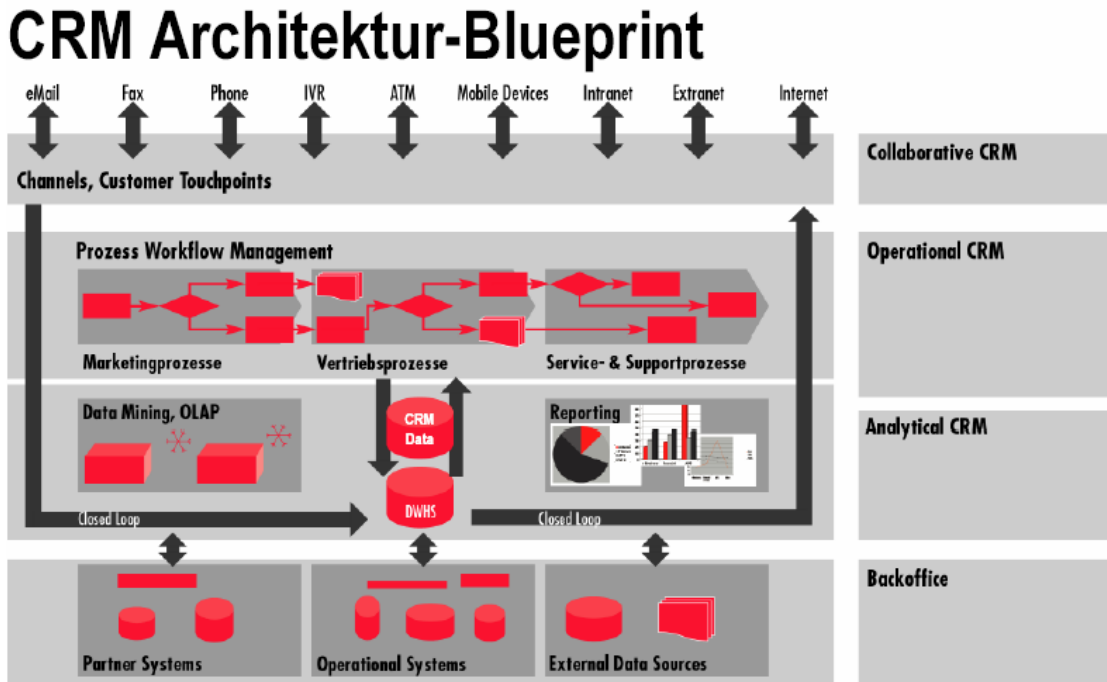 CRM Architektur-Blueprint
eMail Fax Phone IVR ATM Mobile Devices Intranet Extranet Internet
Channels, Customer Touchpoints
Collaborative CRM
Prozess Workflow Management
Operational CRM
Marketingprozesse Vertriebsprozesse Service- & Supportprozesse
Data Mining, OLAP
CRM
Data
Reporting
Analytical CRM
DWHS
Closed Loop Closed Loop
Backoffice
Partner Systems Operational Systems External Data Sources